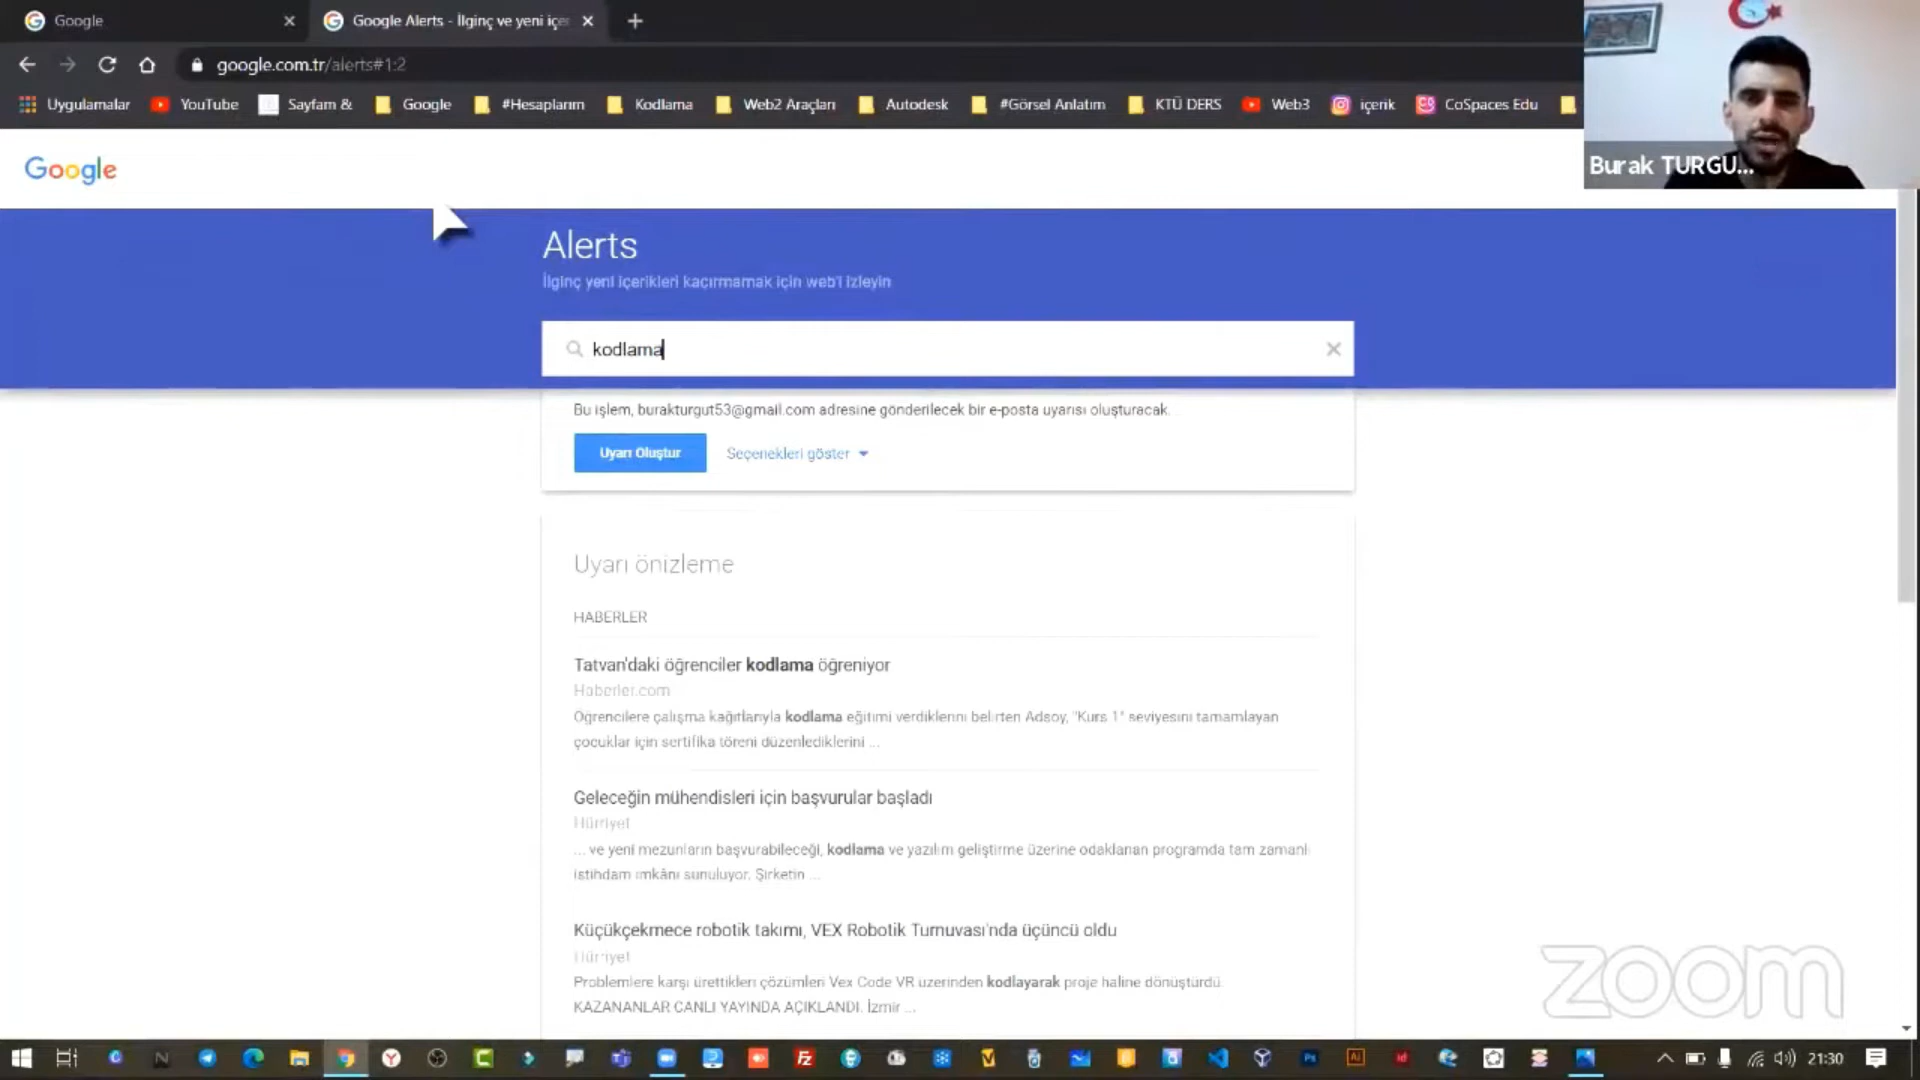 Google
Google Alerts - İlginç ve yeni içe
google.com.tr/alerts#1:2
Uygulamalar YouTube Sayfam & Google #Hesaplarım Kodlama Web2 Araçları Autodesk #Görsel Anlatım KTÜ DERS Web3 içerik CoSpaces Edu
Burak TURGU...
Google
Alerts
İlginç yeni içerikleri kaçırmamak için web'i izleyin
kodlama
Bu işlem, burakturgut53@gmail.com adresine gönderilecek bir e-posta uyarısı oluşturacak.
Uyarı Oluştur Seçenekleri göster
Uyarı önizleme
HABERLER
Tatvan'daki öğrenciler kodlama öğreniyor
Haberler.com
Öğrencilere çalışma kağıtlarıyla kodlama eğitimi verdiklerini belirten Adsoy, "Kurs 1" seviyesini tamamlayan
çocuklar için sertifika töreni düzenlediklerini ...
Geleceğin mühendisleri için başvurular başladı
Hürriyet
... ve yeni mezunların başvurabileceği, kodlama ve yazılım geliştirme üzerine odaklanan programda tam zamanlı
istihdam imkânı sunuluyor. Şirketin ...
Küçükçekmece robotik takımı, VEX Robotik Turnuvası'nda üçüncü oldu
Hürriyet
Problemlere karşı ürettikleri çözümleri Vex Code VR üzerinden kodlayarak proje haline dönüştürdü.
KAZANANLAR CANLI YAYINDA AÇIKLANDI. İzmir ...
zoom
21:30